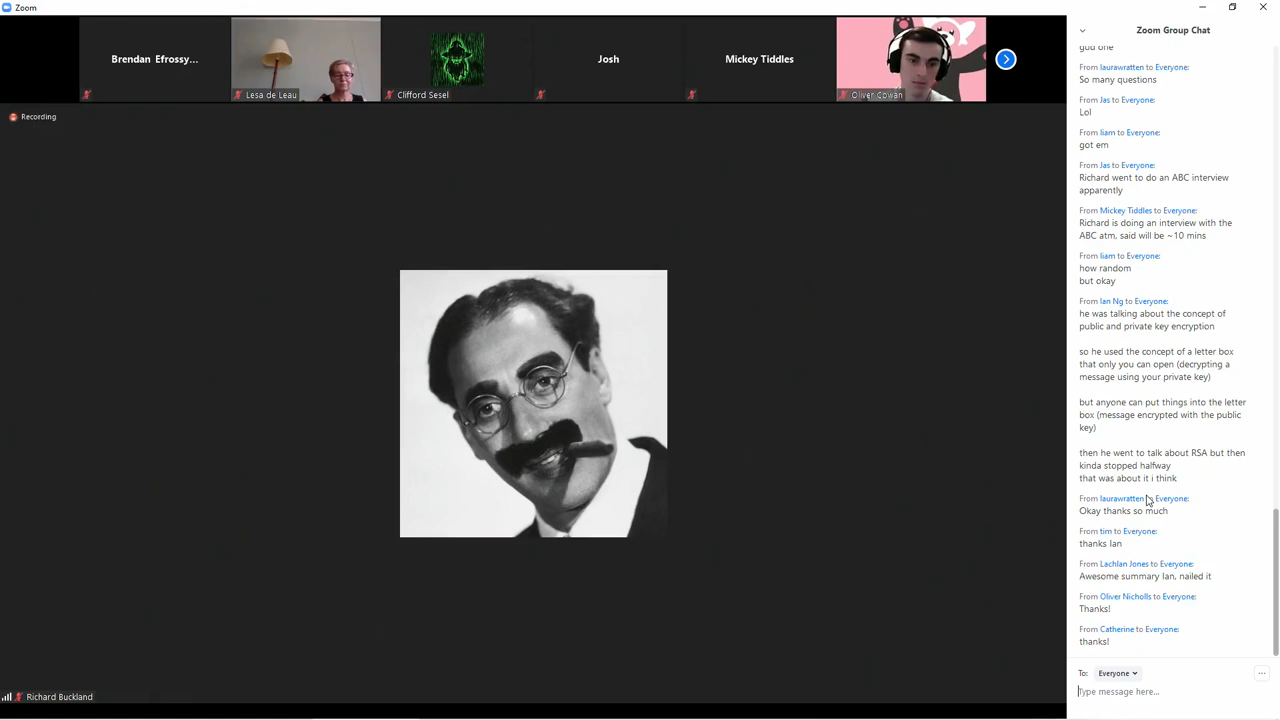 Zoom
Zoom Group Chat
Brendan Efrossy...
Lesa de Leau
Clifford Sesel
Josh
Mickey Tiddles
Oliver Cowan
Recording
Richard Buckland
gud one
From laurawratten to Everyone:
So many questions
From Jas to Everyone:
Lol
From liam to Everyone:
got em
From Jas to Everyone:
Richard went to do an ABC interview
apparently
From Mickey Tiddles to Everyone:
Richard is doing an interview with the
ABC atm, said will be ~10 mins
From liam to Everyone:
how random
but okay
From Ian Ng to Everyone:
he was talking about the concept of
public and private key encryption
so he used the concept of a letter box
that only you can open (decrypting a
message using your private key)
but anyone can put things into the letter
box (message encrypted with the public
key)
then he went to talk about RSA but then
kinda stopped halfway
that was about it i think
From laurawratten to Everyone:
Okay thanks so much
From tim to Everyone:
thanks Ian
From Lachlan Jones to Everyone:
Awesome summary Ian, nailed it
From Oliver Nicholls to Everyone:
Thanks!
From Catherine to Everyone:
thanks!
To: Everyone
Type message here...